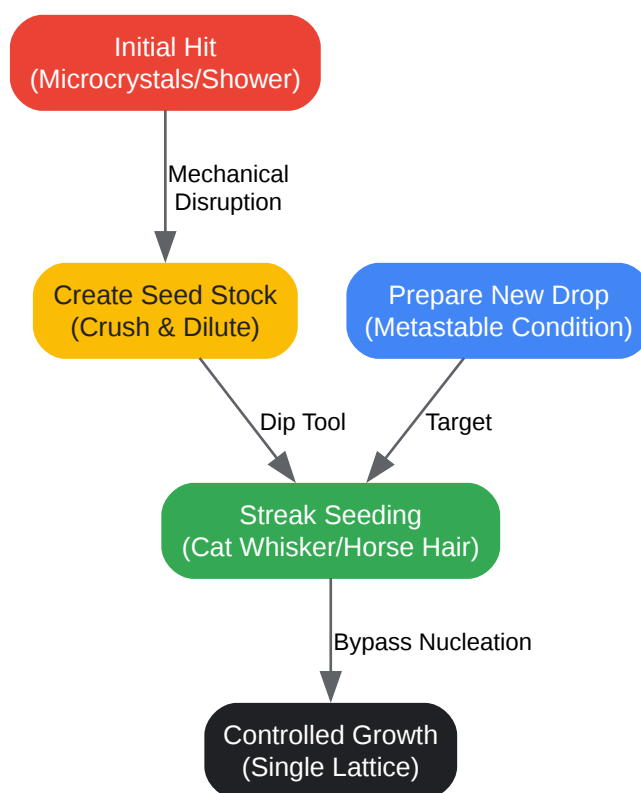 Initial Hit
(Microcrystals/Shower)
Mechanical
Disruption
Create Seed Stock
(Crush & Dilute)
Prepare New Drop
(Metastable Condition)
Dip Tool
Target
Streak Seeding
(Cat Whisker/Horse Hair)
Bypass Nucleation
Controlled Growth
(Single Lattice)